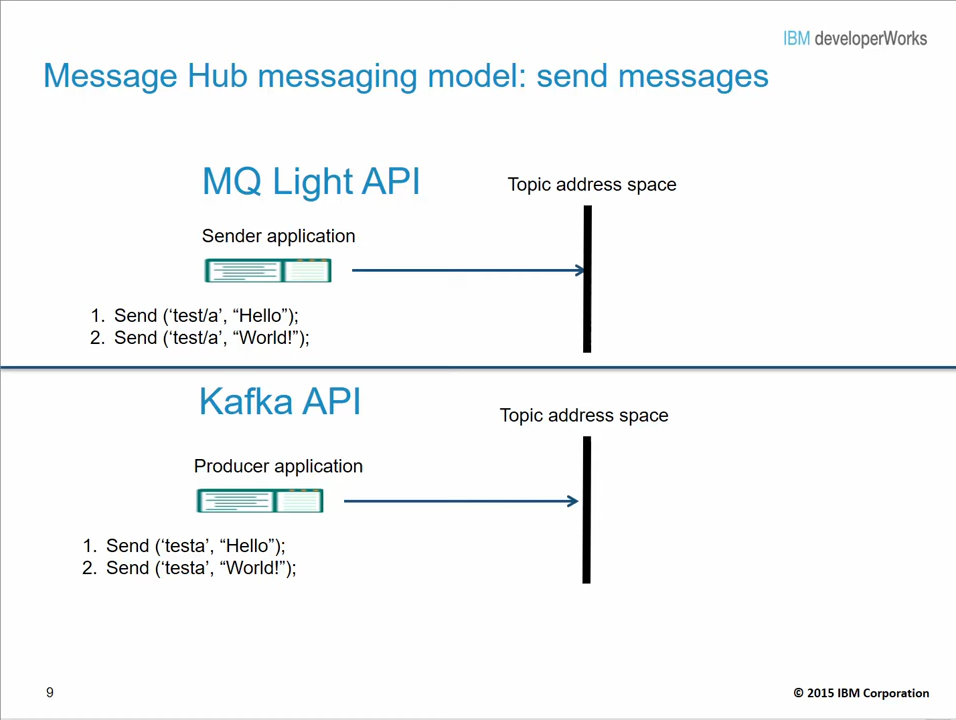 IBM developerWorks
Message Hub messaging model: send messages
MQ Light API
Topic address space
Sender application
1. Send (‘test/a’, “Hello”);
2. Send (‘test/a’, “World!”);
Kafka API
Topic address space
Producer application
1. Send (‘testa’, “Hello”);
2. Send (‘testa’, “World!”);
9
© 2015 IBM Corporation